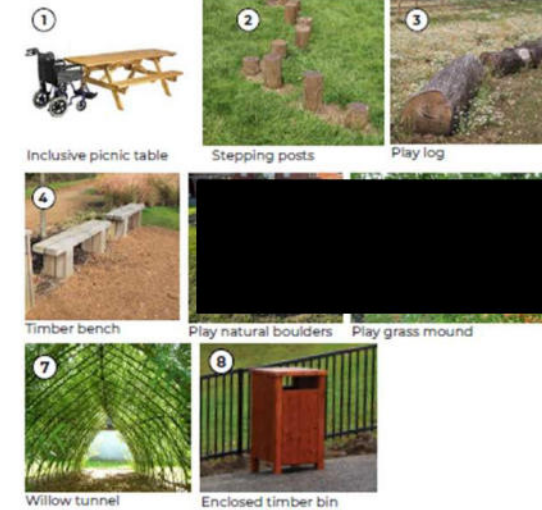 1
2
3
Inclusive picnic table
Stepping posts
Play log
4
Timber bench
Play natural boulders
Play grass mound
7
8
Willow tunnel
Enclosed timber bin